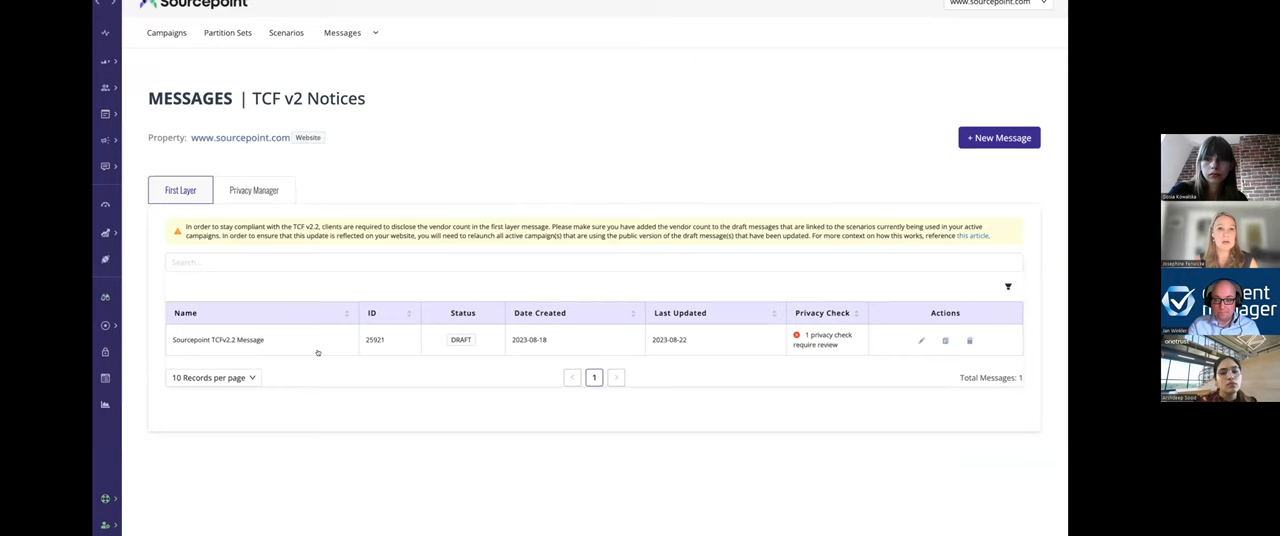 Sourcepoint
www.sourcepoint.com
Campaigns Partition Sets Scenarios Messages
MESSAGES | TCF v2 Notices
Property: www.sourcepoint.com Website
+ New Message
First Layer Privacy Manager
In order to stay compliant with the TCF v2.2, clients are required to disclose the vendor count in the first layer message. Please make sure you have added the vendor count to the draft messages that are linked to the scenarios currently being used in your active
campaigns. In order to ensure that this update is reflected on your website, you will need to relaunch all active campaign(s) that are using the public version of the draft message(s) that have been updated. For more context on how this works, reference this article.
Search...
Name ID Status Date Created Last Updated Privacy Check Actions
Sourcepoint TCFv2.2 Message 25921 DRAFT 2023-08-18 2023-08-22 1 privacy check
require review
10 Records per page < 1 > Total Messages: 1
Josephine Fenwicke
Jan Winkler
onetrust
Arshdeep Sood